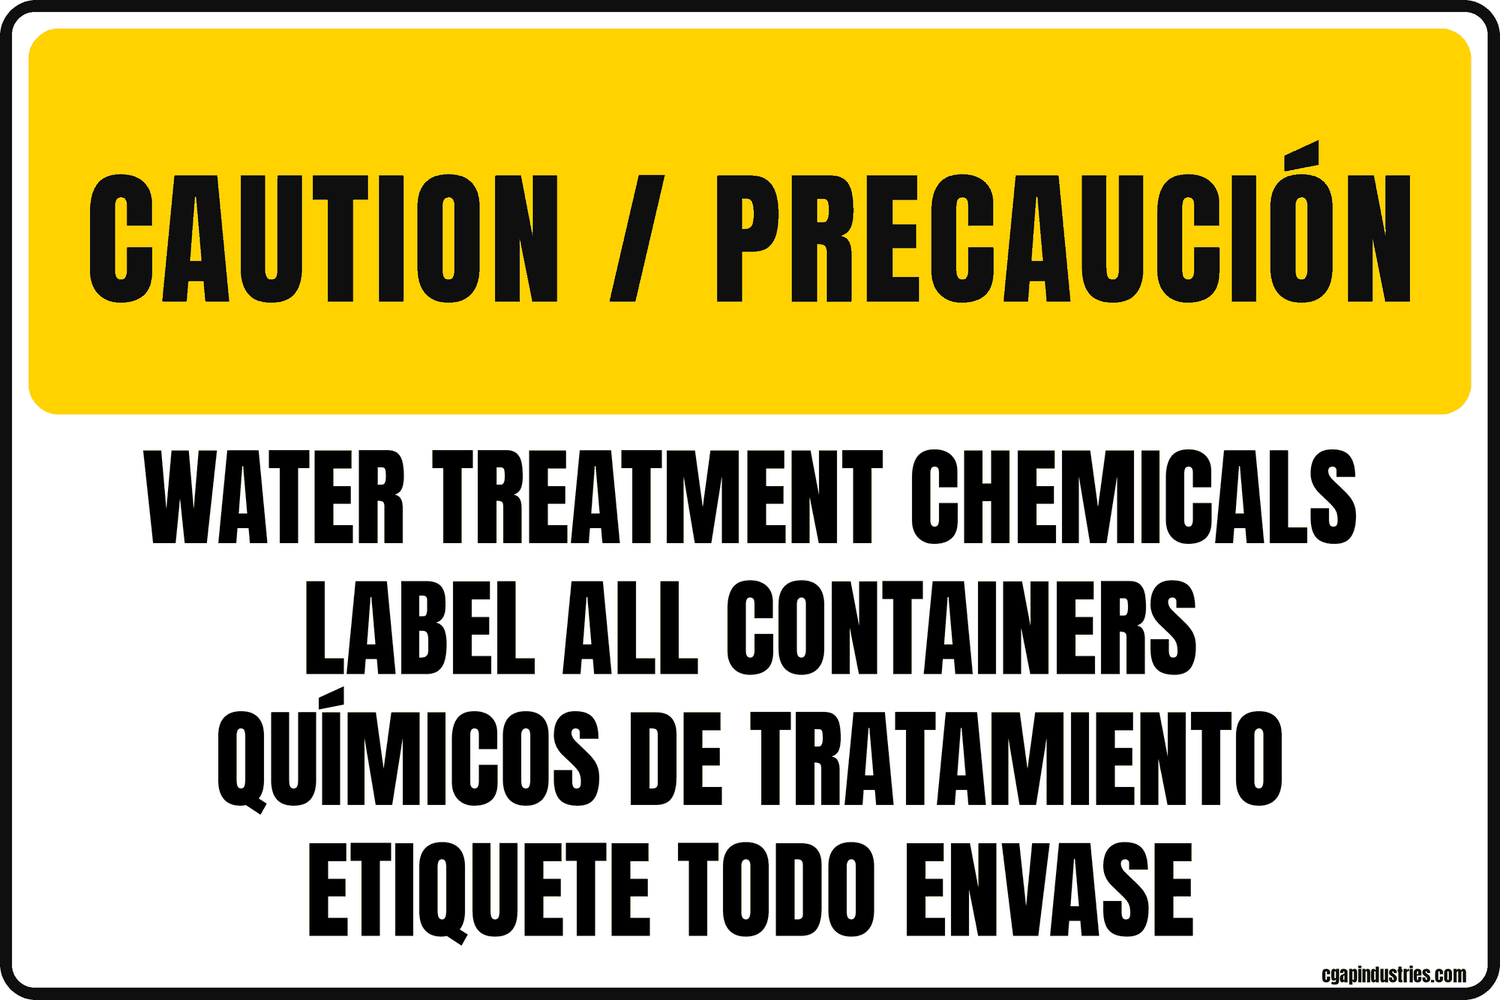 CAUTION / PRECAUCIÓN
WATER TREATMENT CHEMICALS
LABEL ALL CONTAINERS
QUÍMICOS DE TRATAMIENTO
ETIQUETE TODO ENVASE
cgapindustries.com